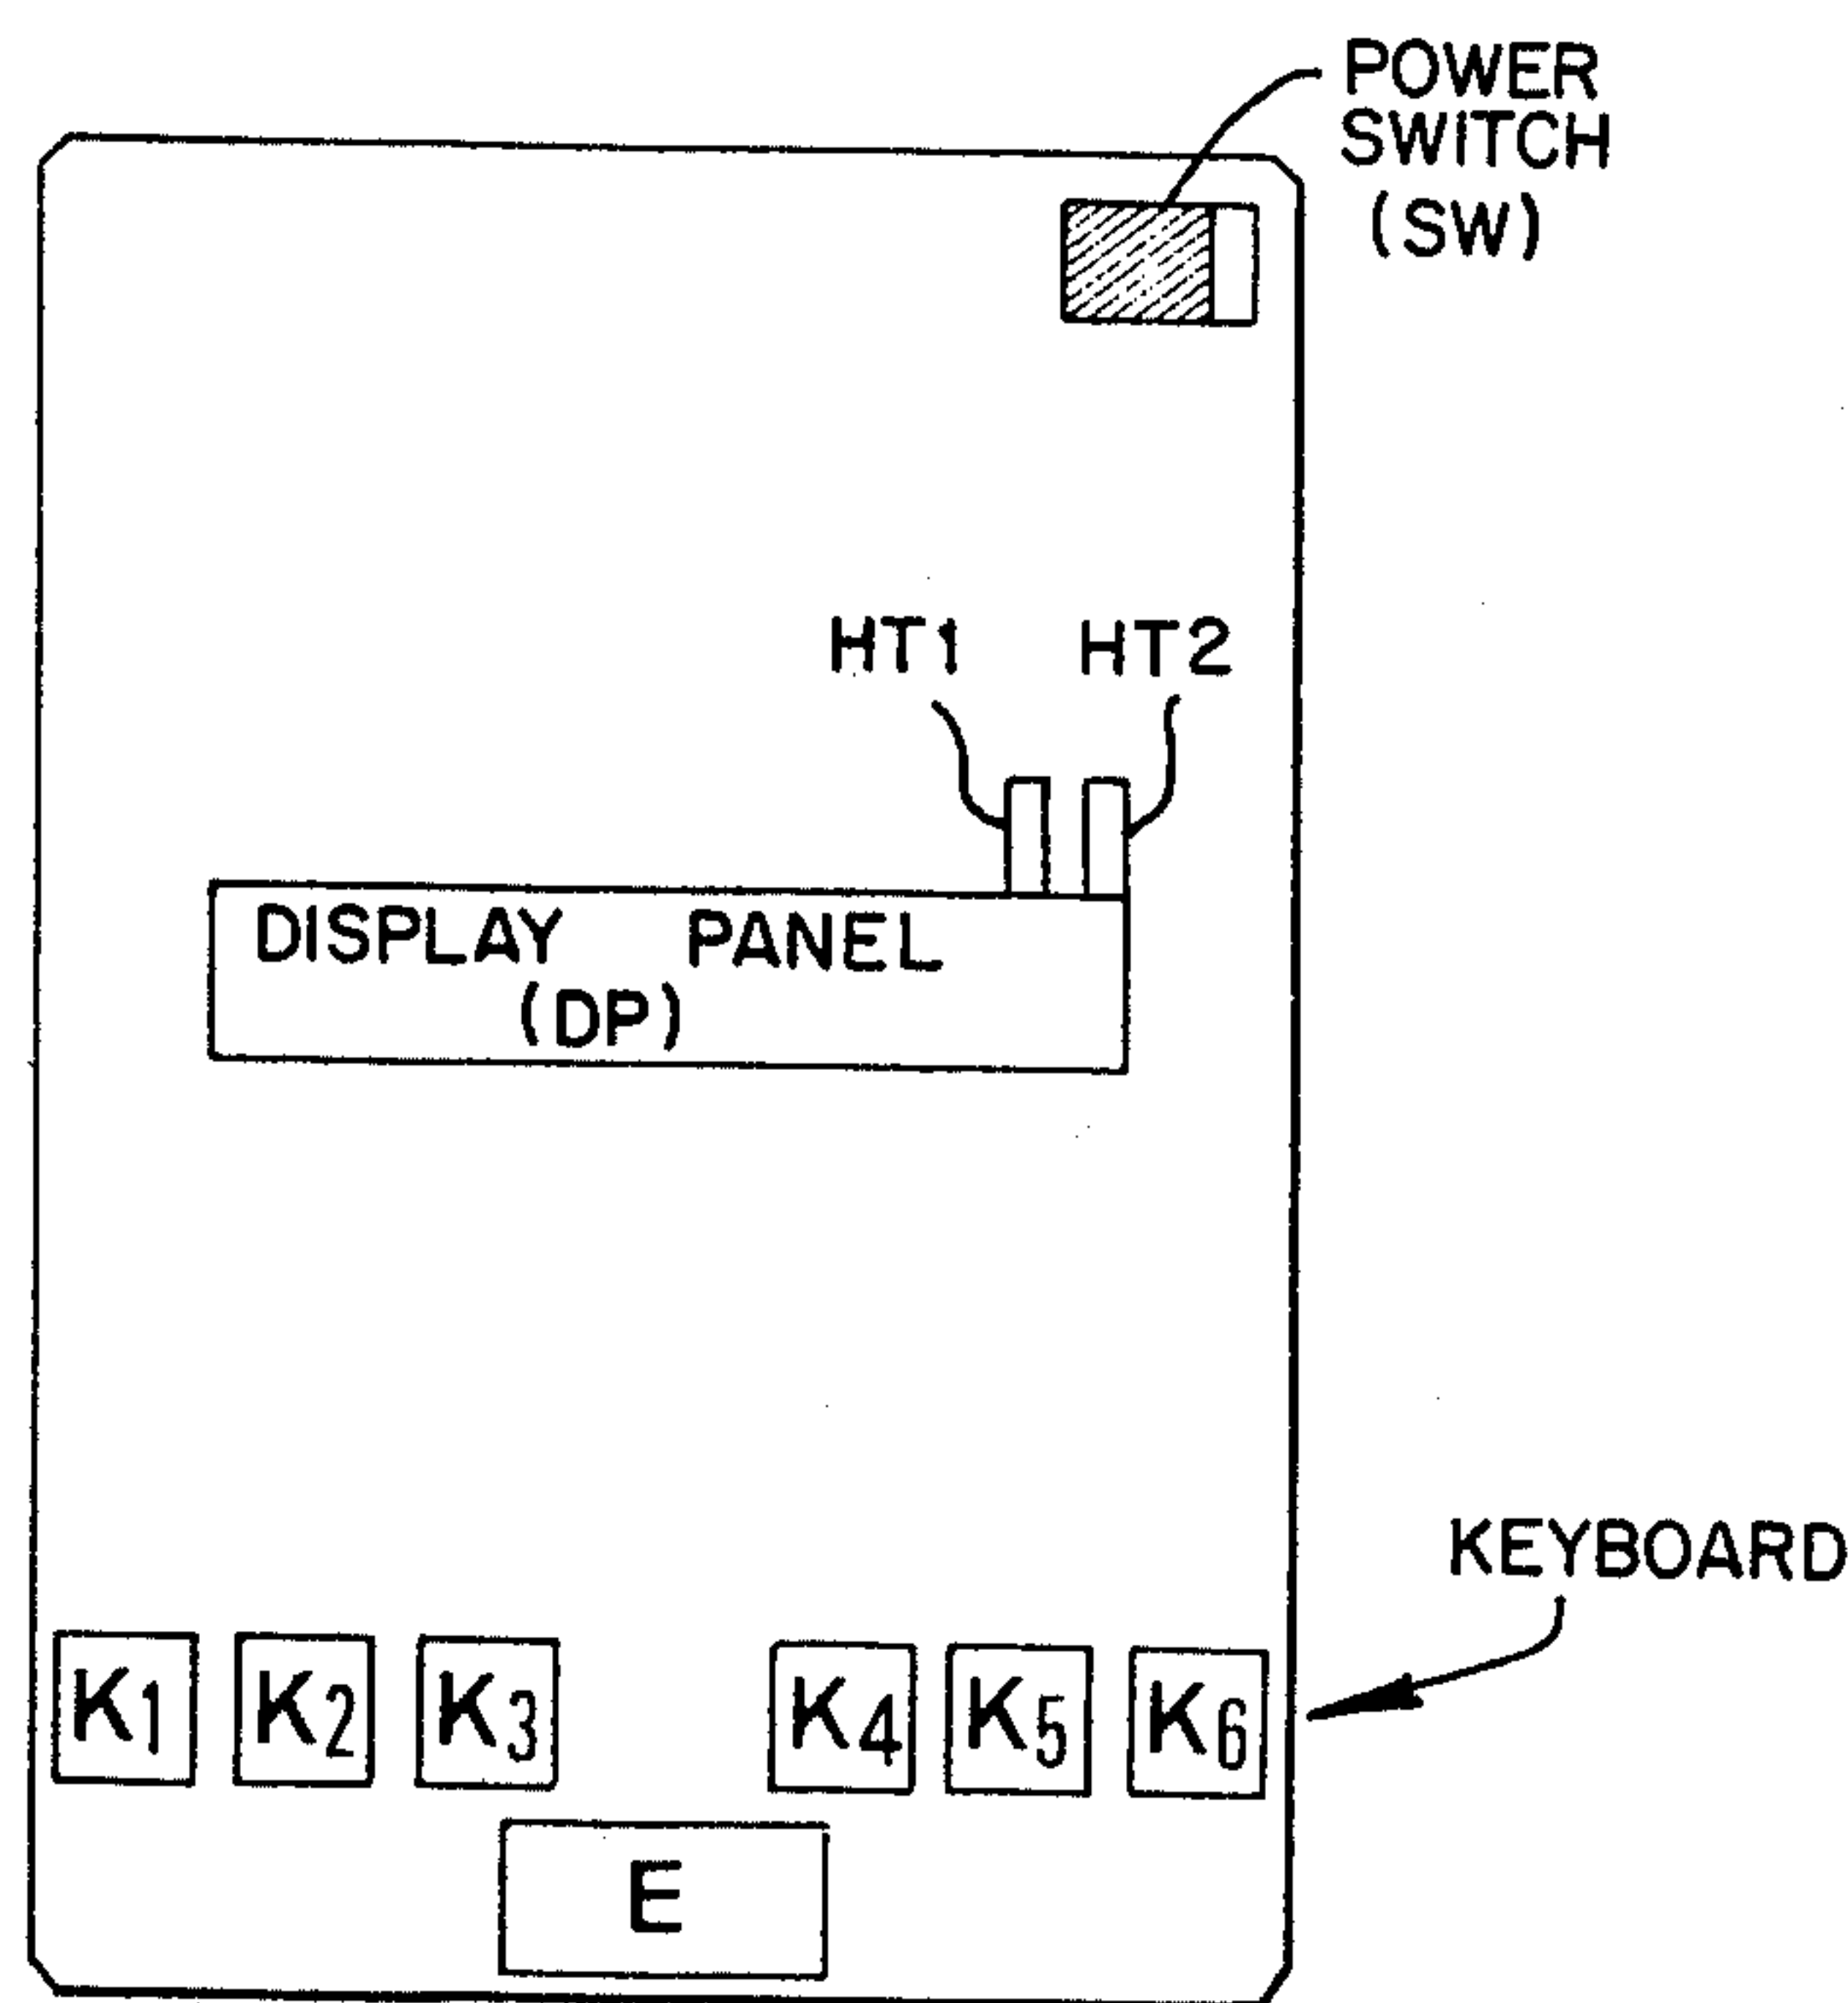 POWER
SWITCH
(SW)
HT1 HT2
DISPLAY PANEL
(DP)
KEYBOARD
K1 K2 K3 K4 K5 K6
E